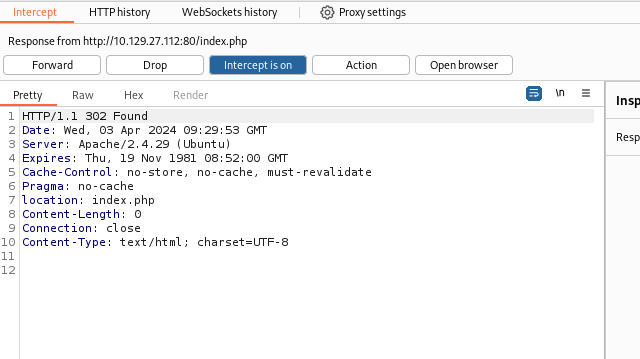 Intercept HTTP history WebSockets history Proxy settings
Response from http://10.129.27.112:80/index.php
Forward Drop Intercept is on Action Open browser
Pretty Raw Hex Render \n Insp
1 HTTP/1.1 302 Found
2 Date: Wed, 03 Apr 2024 09:29:53 GMT
3 Server: Apache/2.4.29 (Ubuntu)
4 Expires: Thu, 19 Nov 1981 08:52:00 GMT
5 Cache-Control: no-store, no-cache, must-revalidate
6 Pragma: no-cache
7 location: index.php
8 Content-Length: 0
9 Connection: close
10 Content-Type: text/html; charset=UTF-8
11
12
Resp